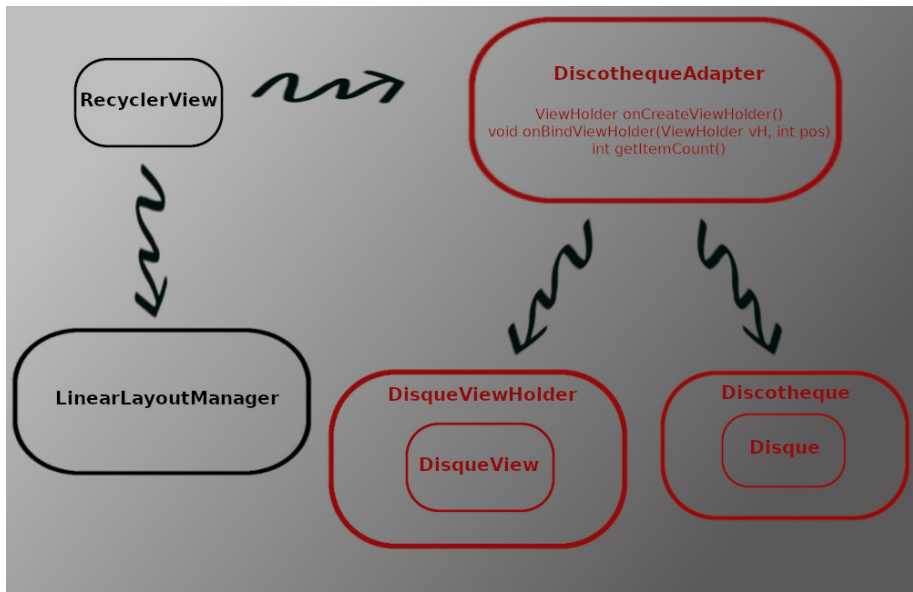 RecyclerView
DiscothequeAdapter
ViewHolder onCreateViewHolder()
void onBindViewHolder(ViewHolder vH, int pos)
int getItemCount()
LinearLayoutManager
DisqueViewHolder
DisqueView
Discotheque
Disque